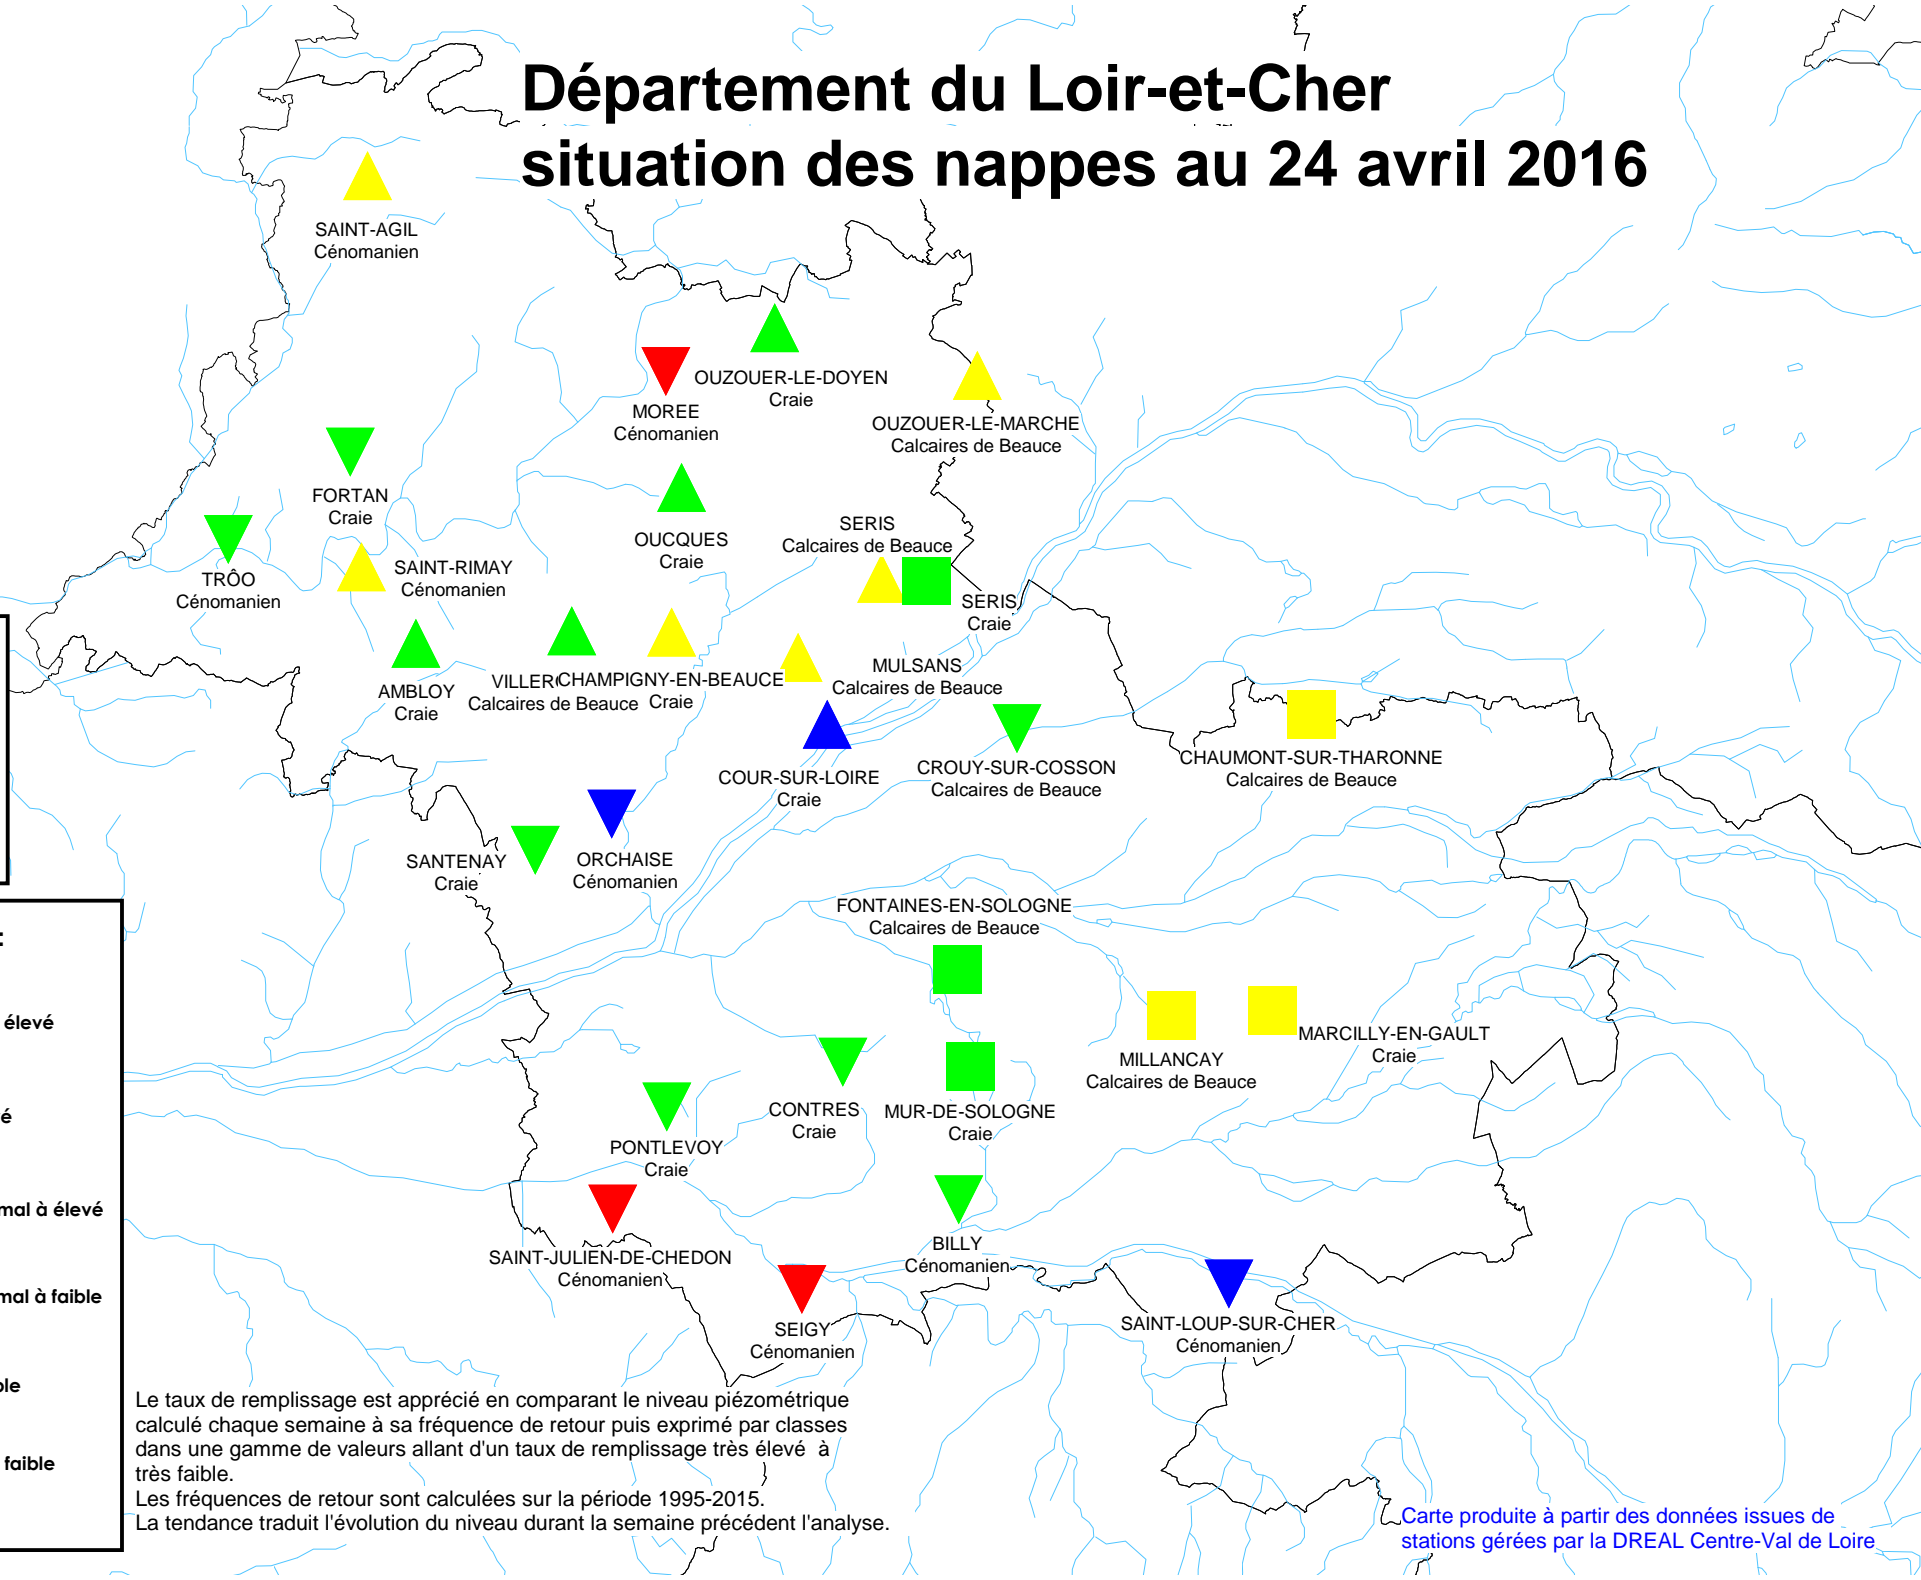 Département du Loir-et-Cher
situation des nappes au 24 avril 2016
SAINT-AGIL
Cénomanien
OUZOUER-LE-DOYEN
Craie
MOREE
Cénomanien
OUZOUER-LE-MARCHE
Calcaires de Beauce
FORTAN
Craie
OUCQUES
Craie
SERIS
Calcaires de Beauce
SERIS
Craie
TRÔO
Cénomanien
SAINT-RIMAY
Cénomanien
AMBLOY
Craie
VILLER
Calcaires de Beauce
CHAMPIGNY-EN-BEAUCE
Craie
MULSANS
Calcaires de Beauce
COUR-SUR-LOIRE
Craie
CROUY-SUR-COSSON
Calcaires de Beauce
CHAUMONT-SUR-THARONNE
Calcaires de Beauce
SANTENAY
Craie
ORCHAISE
Cénomanien
FONTAINES-EN-SOLOGNE
Calcaires de Beauce
MILLANCAY
Calcaires de Beauce
MARCILLY-EN-GAULT
Craie
CONTRES
Craie
MUR-DE-SOLOGNE
Craie
PONTLEVOY
Craie
SAINT-JULIEN-DE-CHEDON
Cénomanien
BILLY
Cénomanien
SEIGY
Cénomanien
SAINT-LOUP-SUR-CHER
Cénomanien
:
élevé
é
mal à élevé
mal à faible
ble
faible
Le taux de remplissage est apprécié en comparant le niveau piézométrique
calculé chaque semaine à sa fréquence de retour puis exprimé par classes
dans une gamme de valeurs allant d'un taux de remplissage très élevé à
très faible.
Les fréquences de retour sont calculées sur la période 1995-2015.
La tendance traduit l'évolution du niveau durant la semaine précédent l'analyse.
Carte produite à partir des données issues de
stations gérées par la DREAL Centre-Val de Loire